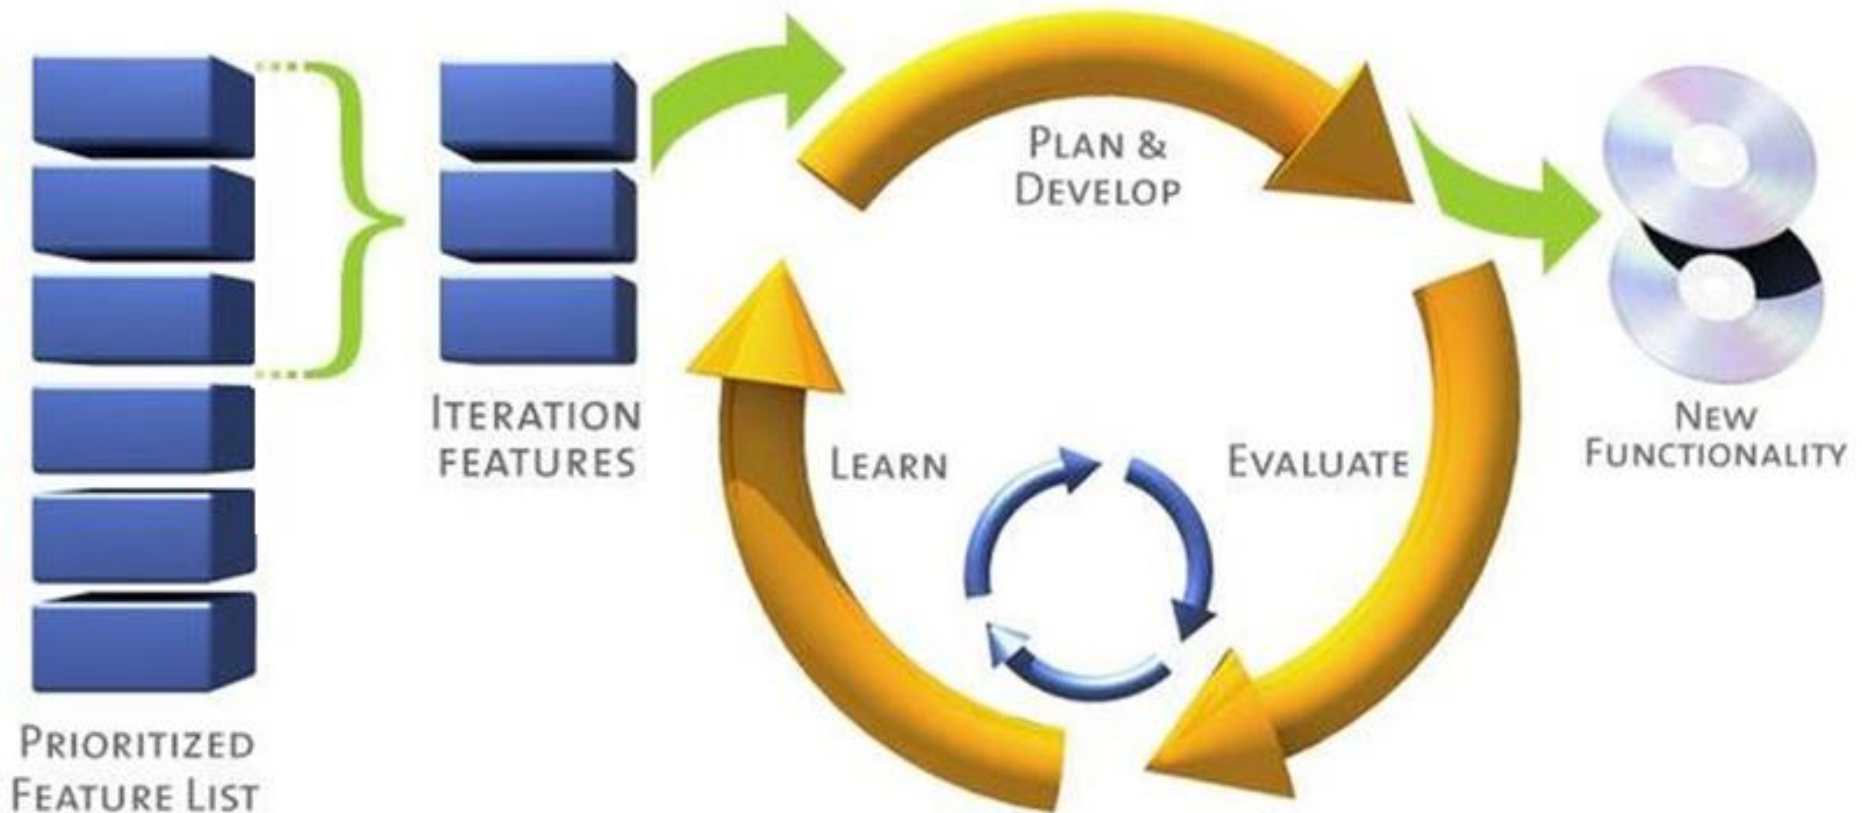 PRIORITIZED
FEATURE LIST
ITERATION
FEATURES
PLAN &
DEVELOP
LEARN
EVALUATE
NEW
FUNCTIONALITY